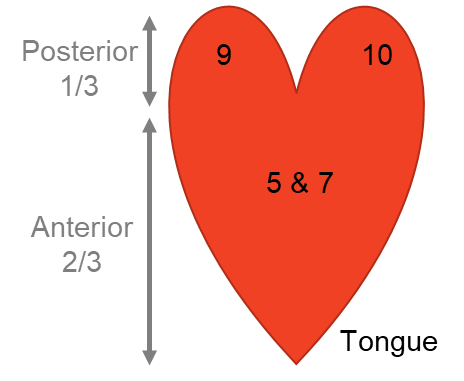 Posterior
1/3
9
10
5 & 7
Anterior
2/3
Tongue